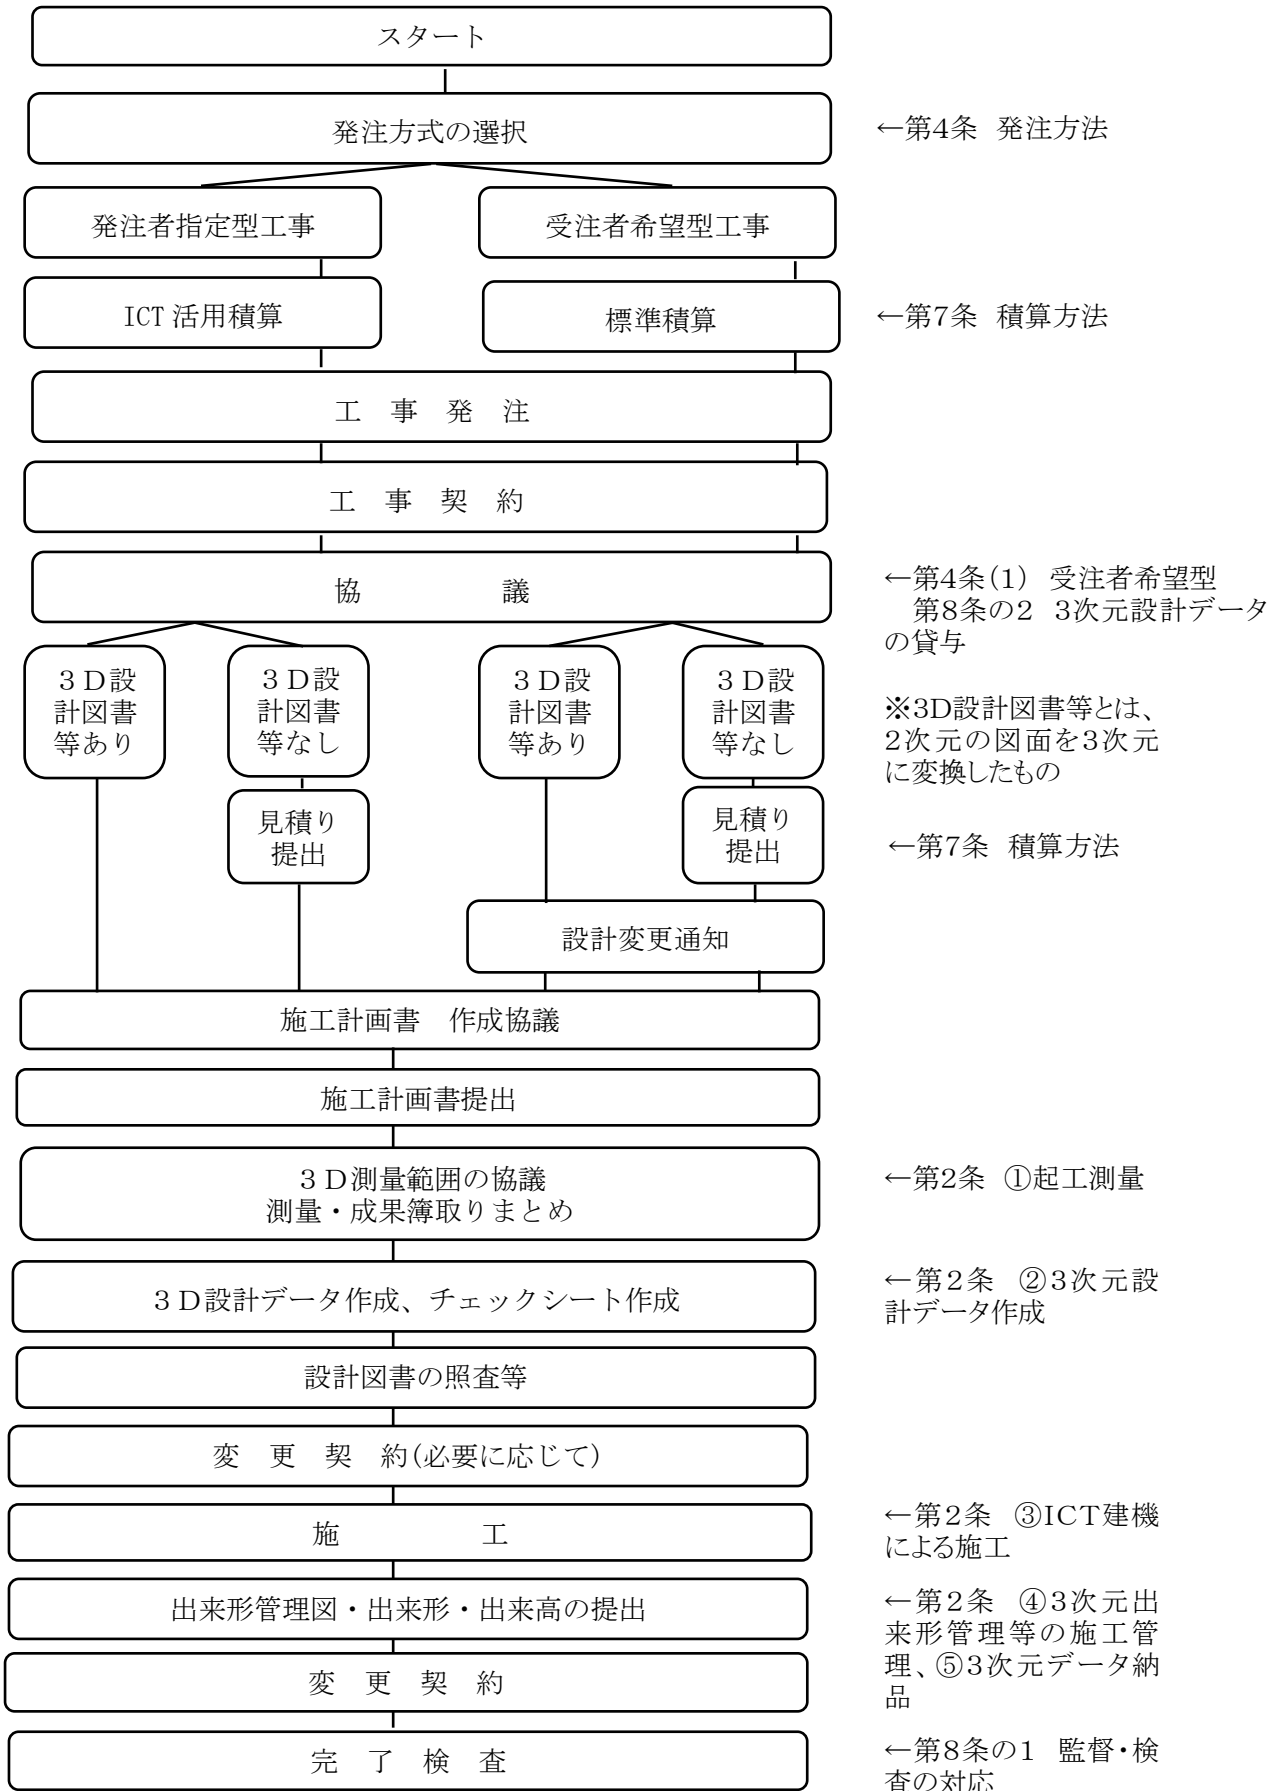 スタート
発注方式の選択
←第4条 発注方法
発注者指定型工事
受注者希望型工事
ICT 活用積算
標準積算
←第7条 積算方法
工 事 発 注
工 事 契 約
協 議
←第4条(1) 受注者希望型
第8条の2 3次元設計データ
の貸与
3D設
計図書
等あり
3D設
計図書
等なし
3D設
計図書
等あり
3D設
計図書
等なし
※3D設計図書等とは、
2次元の図面を3次元
に変換したもの
見積り
提出
見積り
提出
←第7条 積算方法
設計変更通知
施工計画書 作成協議
施工計画書提出
3D測量範囲の協議
測量・成果簿取りまとめ
←第2条 ①起工測量
3D設計データ作成、チェックシート作成
←第2条 ②3次元設
計データ作成
設計図書の照査等
変 更 契 約(必要に応じて)
施 工
←第2条 ③ICT建機
による施工
出来形管理図・出来形・出来高の提出
←第2条 ④3次元出
来形管理等の施工管
理、⑤3次元データ納
品
変 更 契 約
完 了 検 査
←第8条の1 監督・検
査の対応